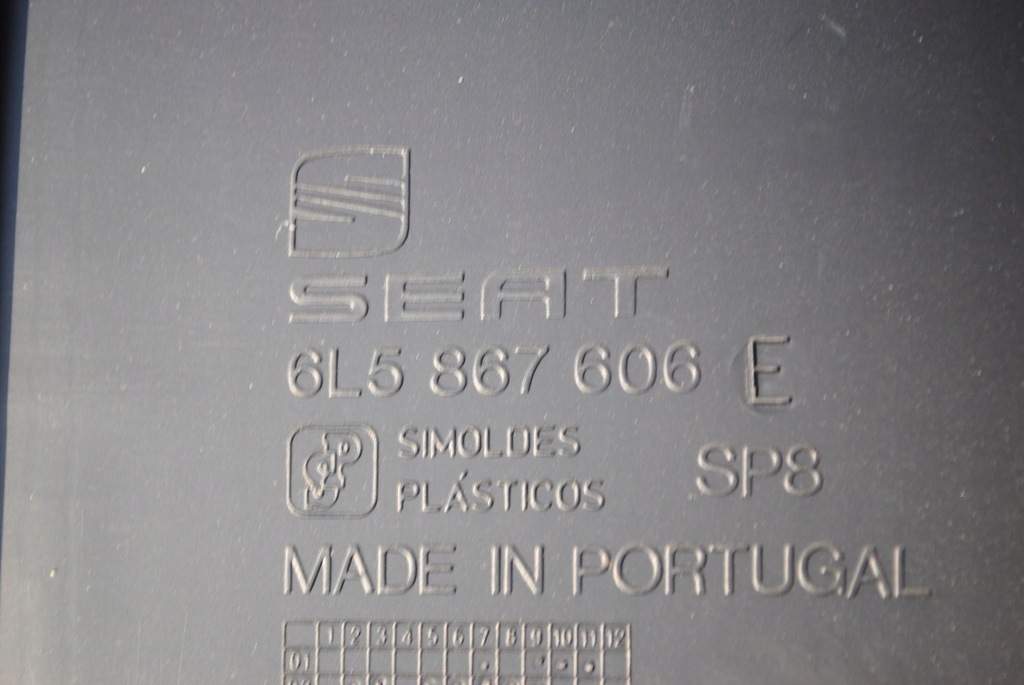 SEAT
6L5 867 606 E
SIMOLDES
PLÁSTICOS
SP8
MADE IN PORTUGAL
1 2 3 4 5 6 7 8 9 10 11 12
01